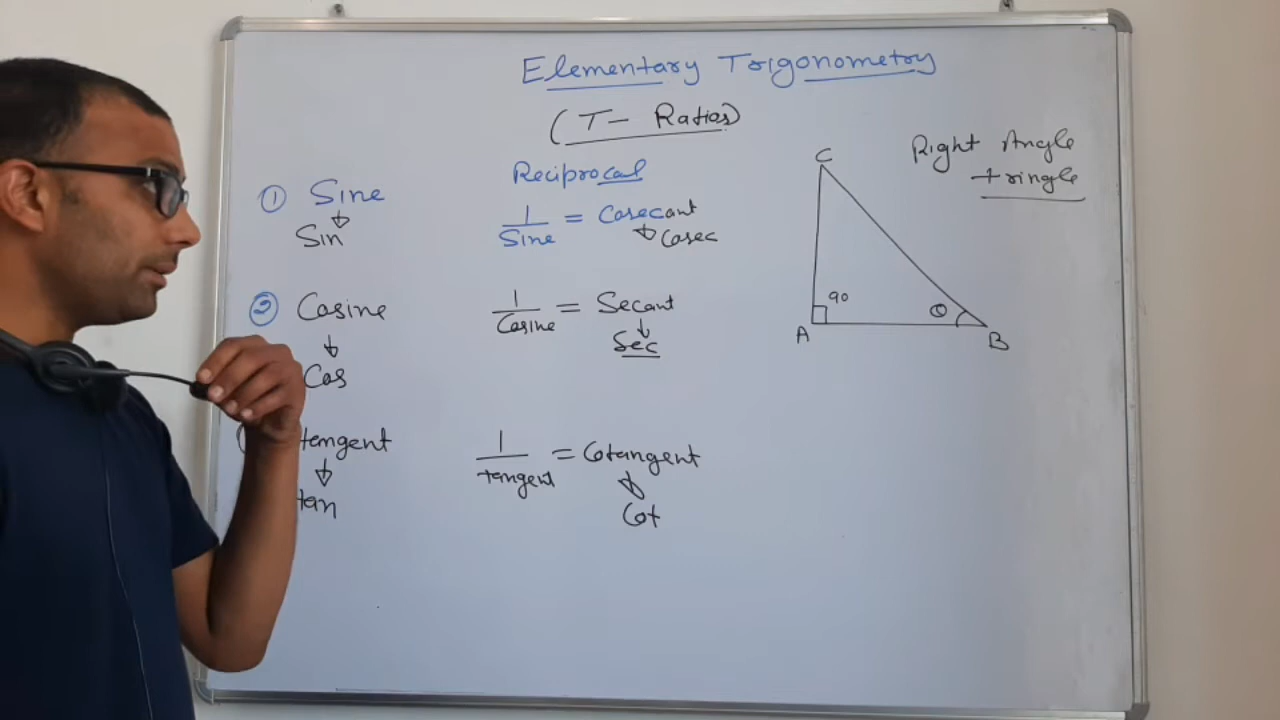 Elementary Trigonometry
(T- Ratios)
Reciprocal
① Sine
Sin
1/Sine = Cosecant
Cosec
② Cosine
Cos
1/Cosine = Secant
Sec
tangent
tan
1/tangent = Cotangent
Cot
Right Angle
tringle
C
90
θ
A
B